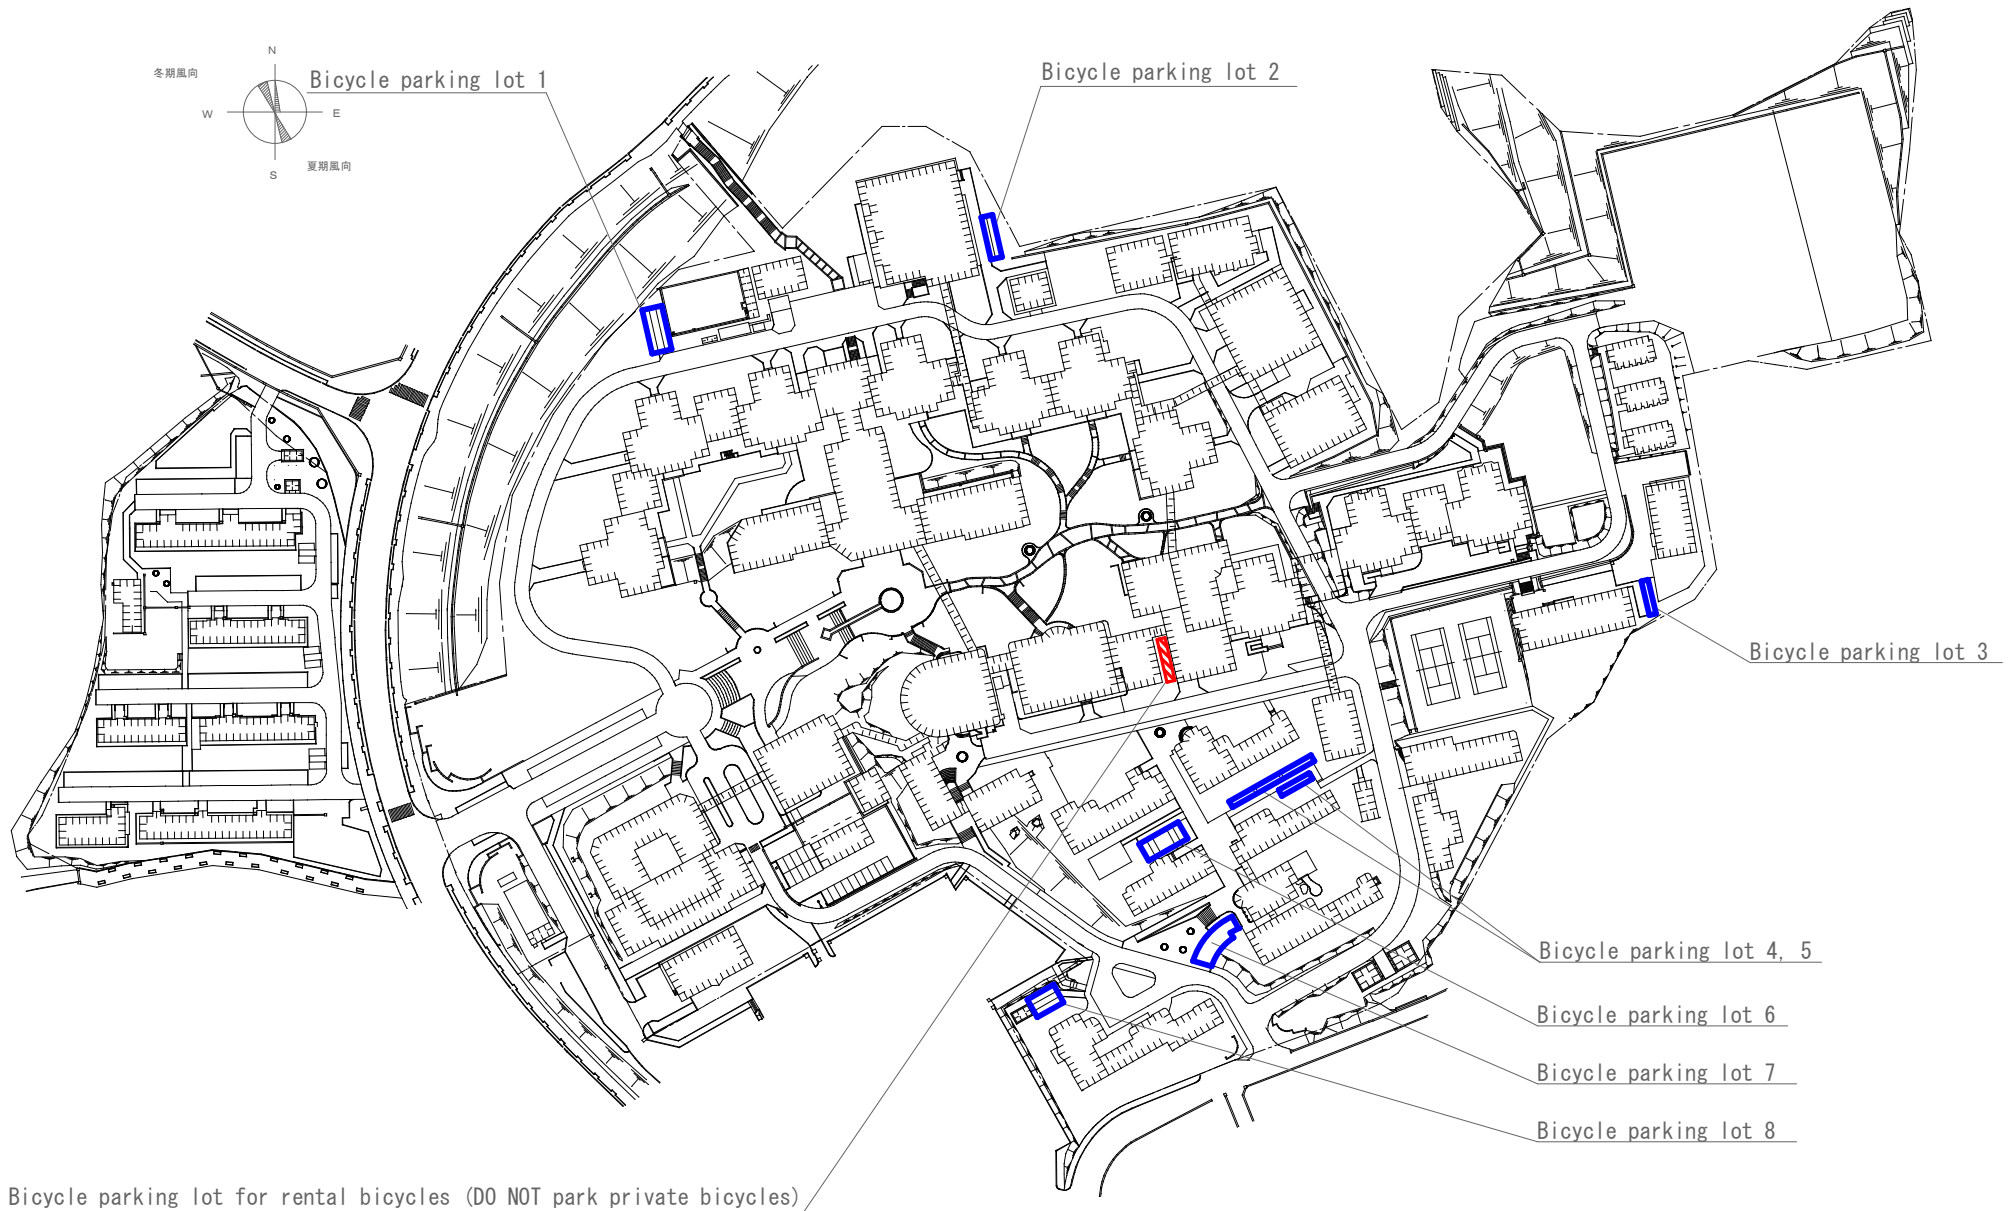 N
冬期風向
Bicycle parking lot 1
Bicycle parking lot 2
W
E
夏期風向
S
Bicycle parking lot 3
Bicycle parking lot 4, 5
Bicycle parking lot 6
Bicycle parking lot 7
Bicycle parking lot 8
Bicycle parking lot for rental bicycles (DO NOT park private bicycles)